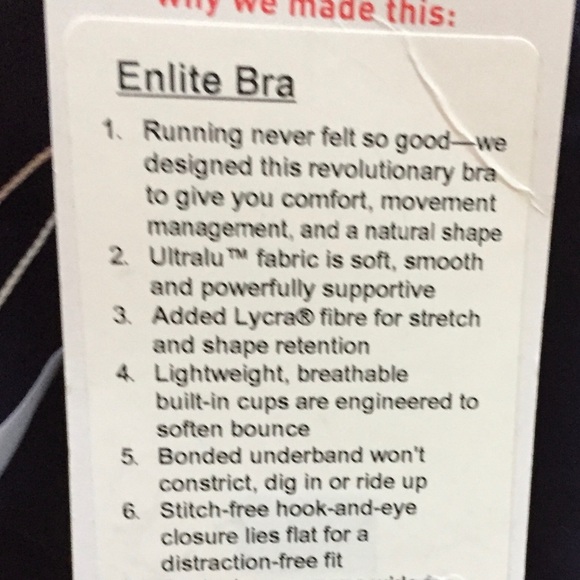 why we made this:
Enlite Bra
1. Running never felt so good—we
designed this revolutionary bra
to give you comfort, movement
management, and a natural shape
2. Ultralu™ fabric is soft, smooth
and powerfully supportive
3. Added Lycra® fibre for stretch
and shape retention
4. Lightweight, breathable
built-in cups are engineered to
soften bounce
5. Bonded underband won't
constrict, dig in or ride up
6. Stitch-free hook-and-eye
closure lies flat for a
distraction-free fit